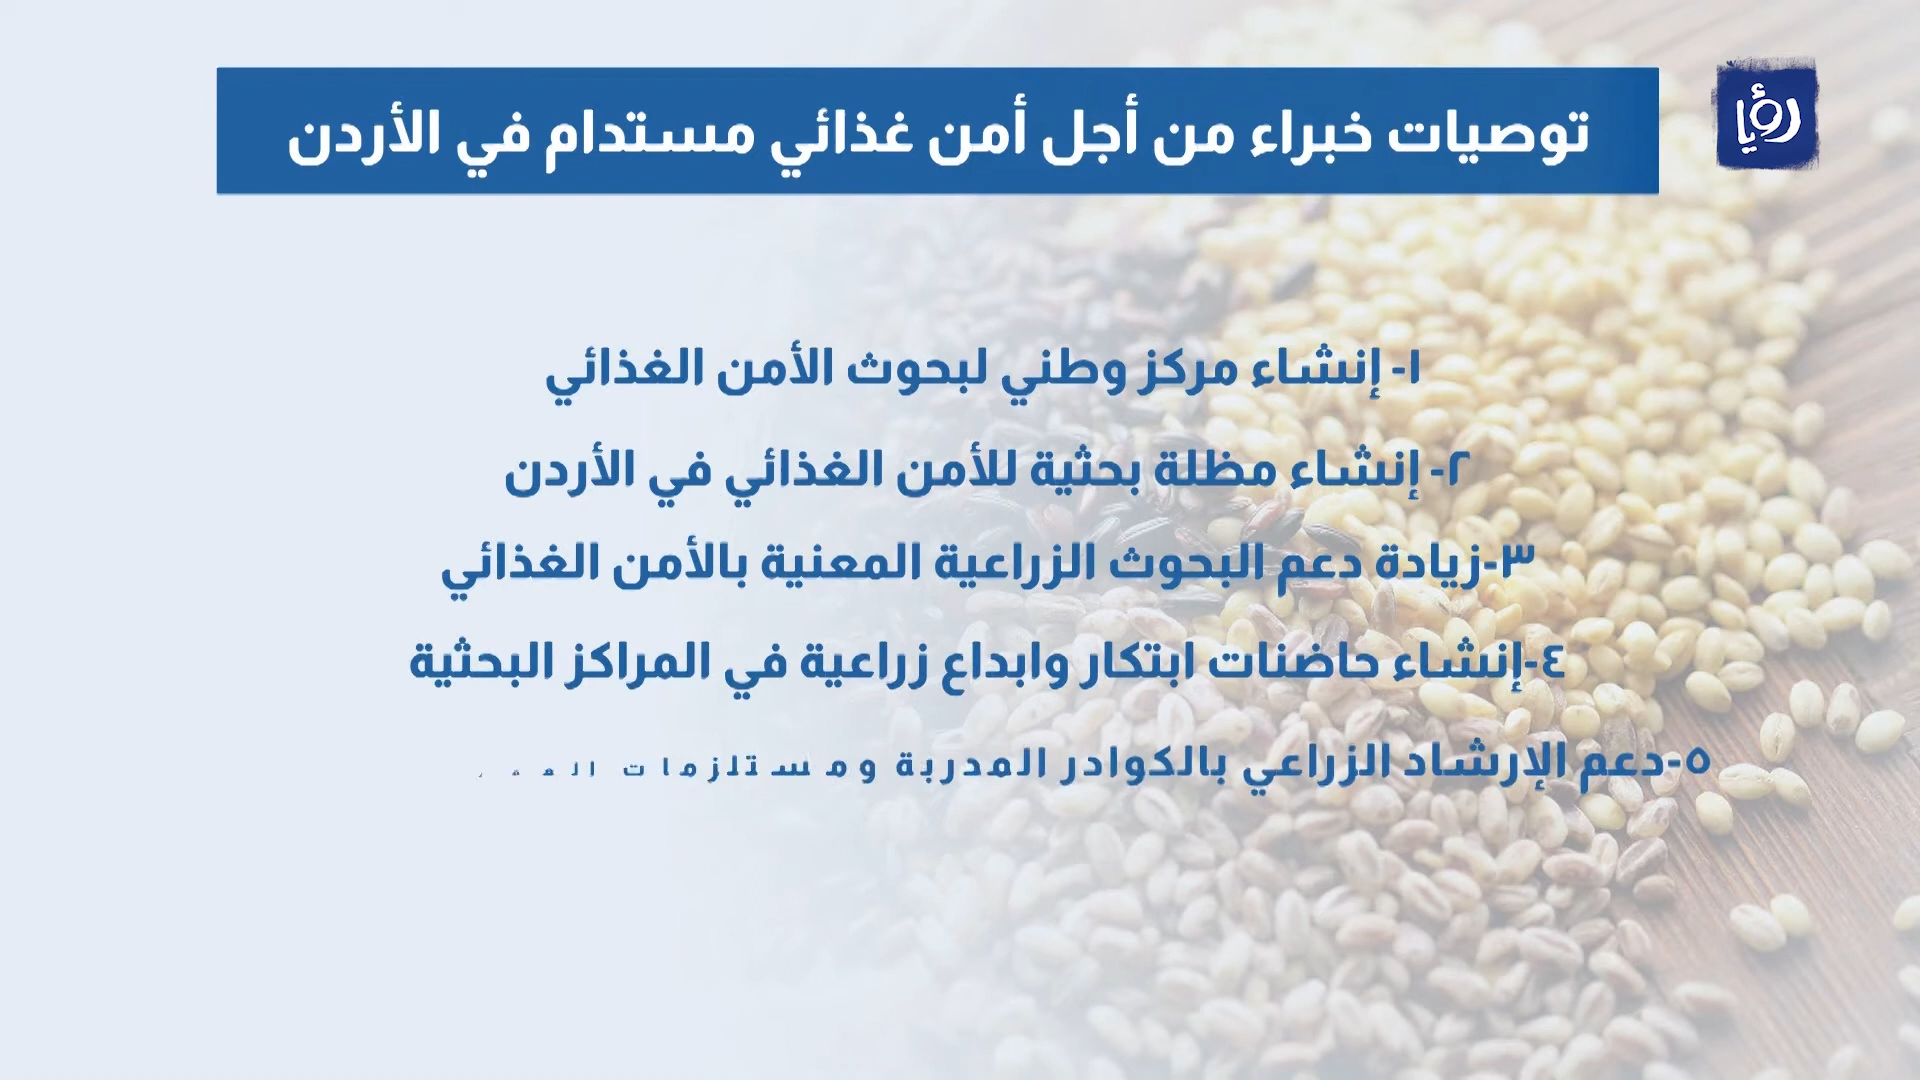 توصيات خبراء من أجل أمن غذائي مستدام في الأردن
رؤيا
١- إنشاء مركز وطني لبحوث الأمن الغذائي
٢- إنشاء مظلة بحثية للأمن الغذائي في الأردن
٣-زيادة دعم البحوث الزراعية المعنية بالأمن الغذائي
٤-إنشاء حاضنات ابتكار وابداع زراعية في المراكز البحثية
٥-دعم الإرشاد الزراعي بالكوادر المدربة ومستلزمات